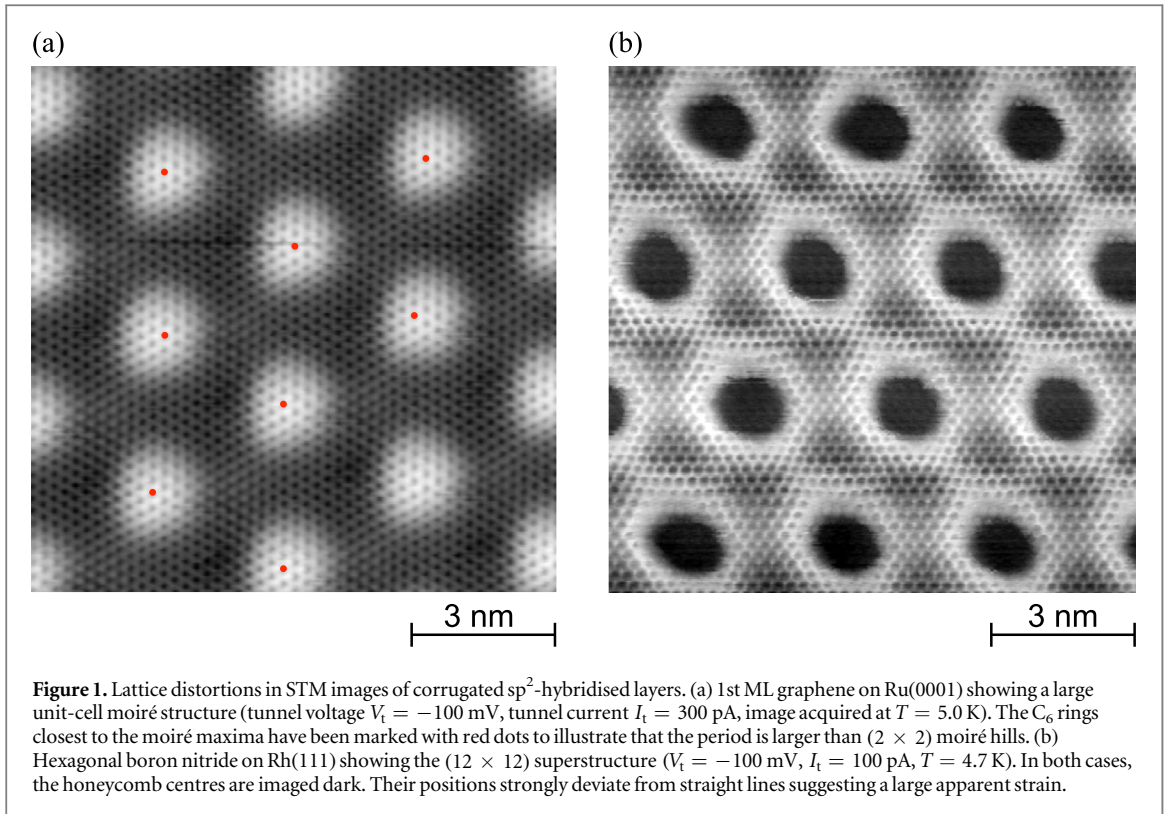 (a)
(b)
3 nm
3 nm
Figure 1. Lattice distortions in STM images of corrugated sp²-hybridised layers. (a) 1st ML graphene on Ru(0001) showing a large
unit-cell moiré structure (tunnel voltage Vt = −100 mV, tunnel current It = 300 pA, image acquired at T = 5.0 K). The C₆ rings
closest to the moiré maxima have been marked with red dots to illustrate that the period is larger than (2 × 2) moiré hills. (b)
Hexagonal boron nitride on Rh(111) showing the (12 × 12) superstructure (Vt = −100 mV, It = 100 pA, T = 4.7 K). In both cases,
the honeycomb centres are imaged dark. Their positions strongly deviate from straight lines suggesting a large apparent strain.